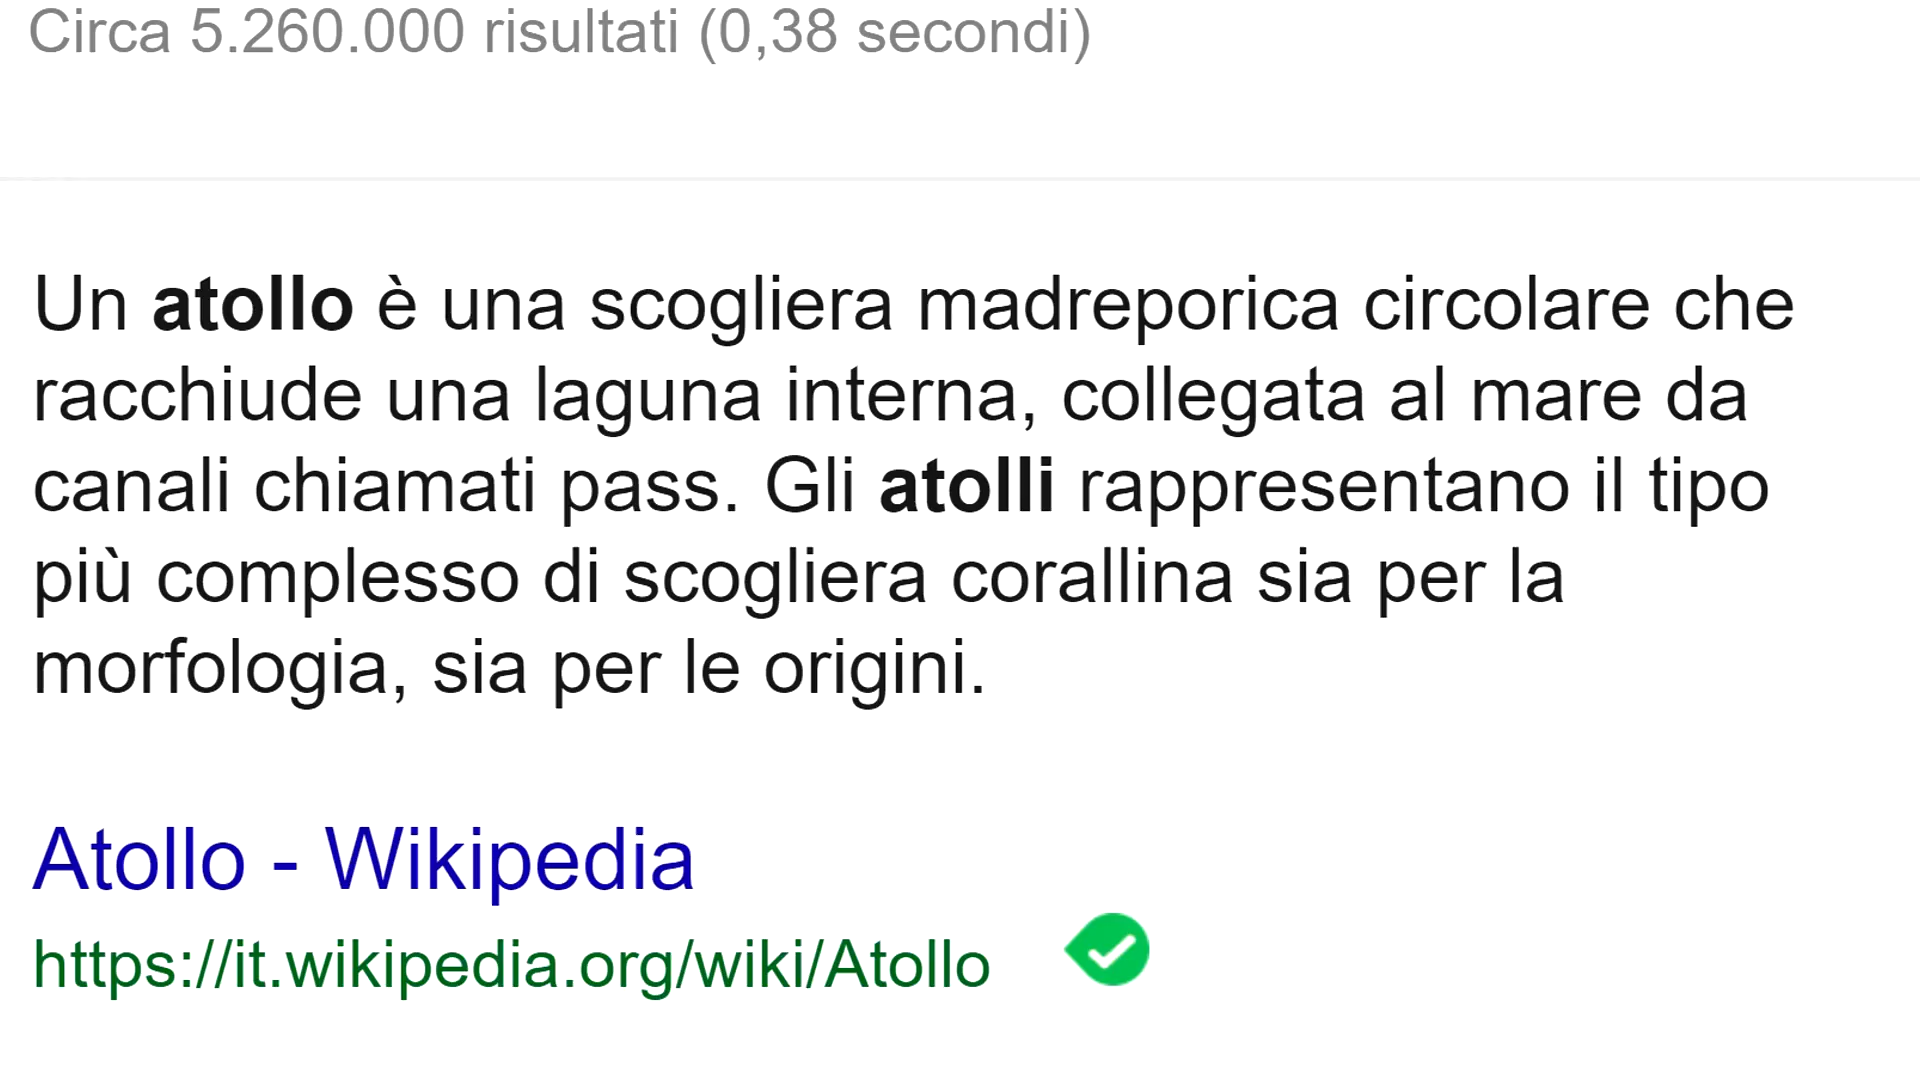 Circa 5.260.000 risultati (0,38 secondi)
Un atollo è una scogliera madreporica circolare che
racchiude una laguna interna, collegata al mare da
canali chiamati pass. Gli atolli rappresentano il tipo
più complesso di scogliera corallina sia per la
morfologia, sia per le origini.
Atollo - Wikipedia
https://it.wikipedia.org/wiki/Atollo